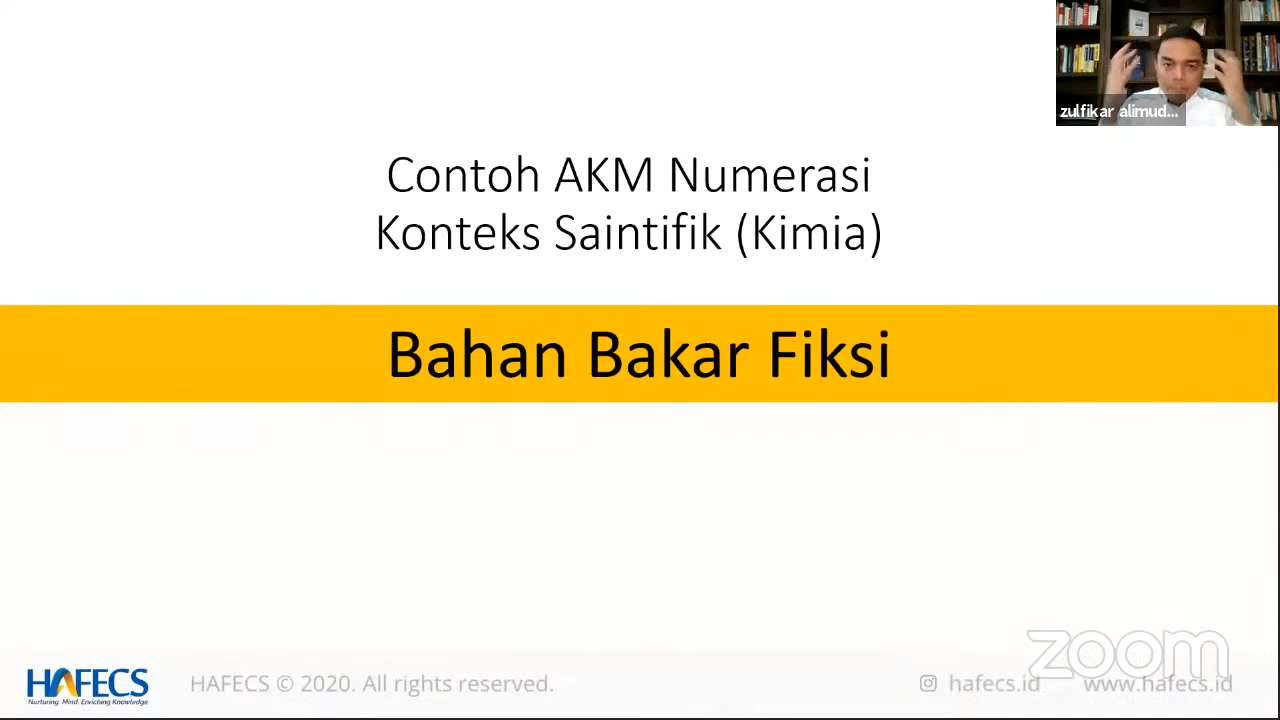 zulfikar alimud...
Contoh AKM Numerasi
Konteks Saintifik (Kimia)
Bahan Bakar Fiksi
zoom
HAFECS
Nurturing Mind. Enriching Knowledge
HAFECS © 2020. All rights reserved.
hafecs.id
www.hafecs.id